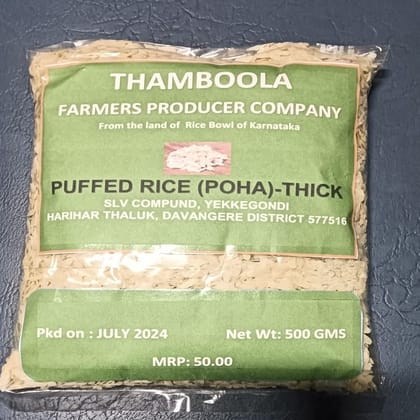 THAMBOOLA
FARMERS PRODUCER COMPANY
From the land of Rice Bowl of Karnataka
PUFFED RICE (POHA)-THICK
SLV COMPUND, YEKKEGONDI
HARIHAR THALUK, DAVANGERE DISTRICT 577516
Pkd on : JULY 2024 Net Wt: 500 GMS
MRP: 50.00